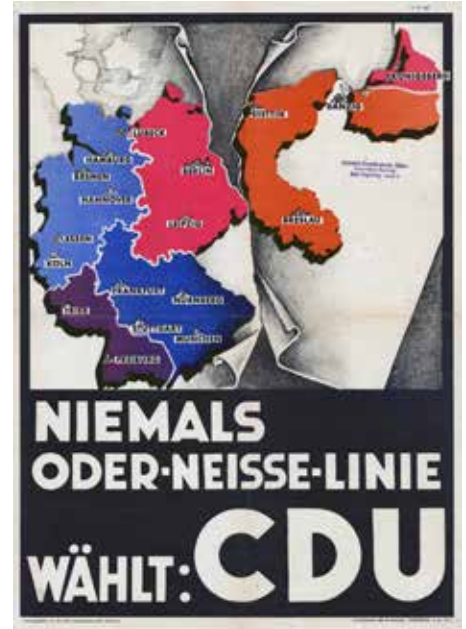 KÖNIGSBERG
DANZIG
STETTIN
LÜBECK
HAMBURG
BREMEN
BERLIN
HANNOVER
LEIPZIG
BRESLAU
KÖLN
FRANKFURT
NÜRNBERG
TRIER
STUTTGART
MÜNCHEN
FREIBURG
NIEMALS
ODER-NEISSE-LINIE
WÄHLT: CDU